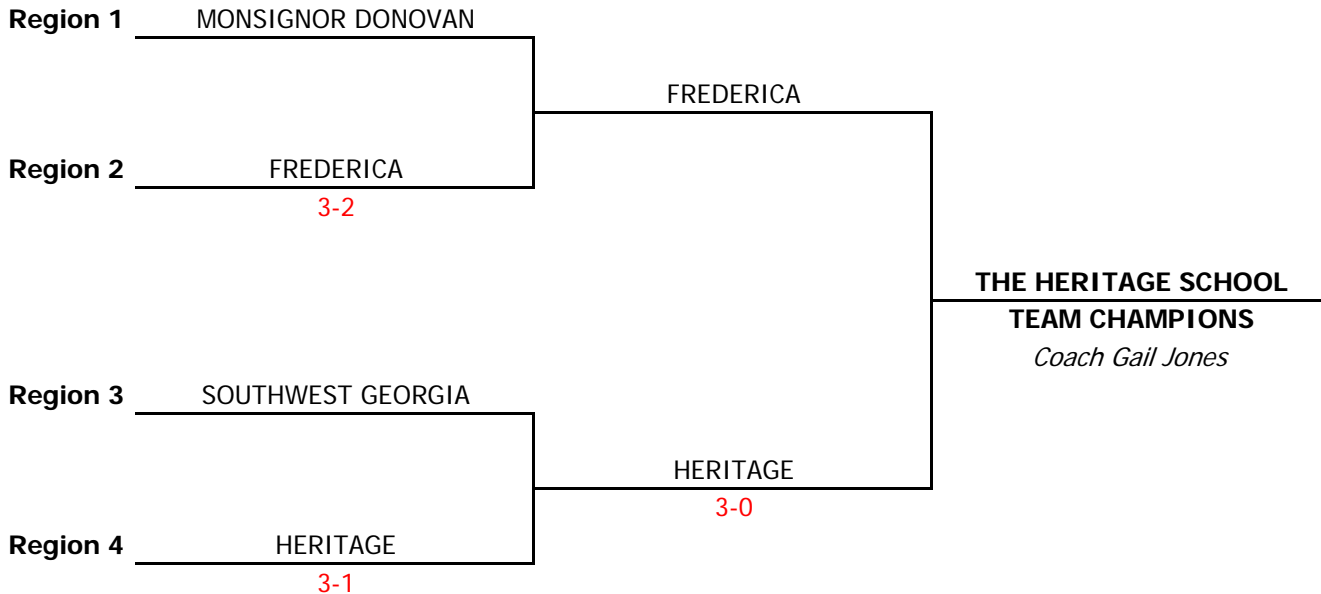 Region 1 MONSIGNOR DONOVAN
FREDERICA
Region 2 FREDERICA
3-2
THE HERITAGE SCHOOL
TEAM CHAMPIONS
Coach Gail Jones
Region 3 SOUTHWEST GEORGIA
HERITAGE
3-0
Region 4 HERITAGE
3-1